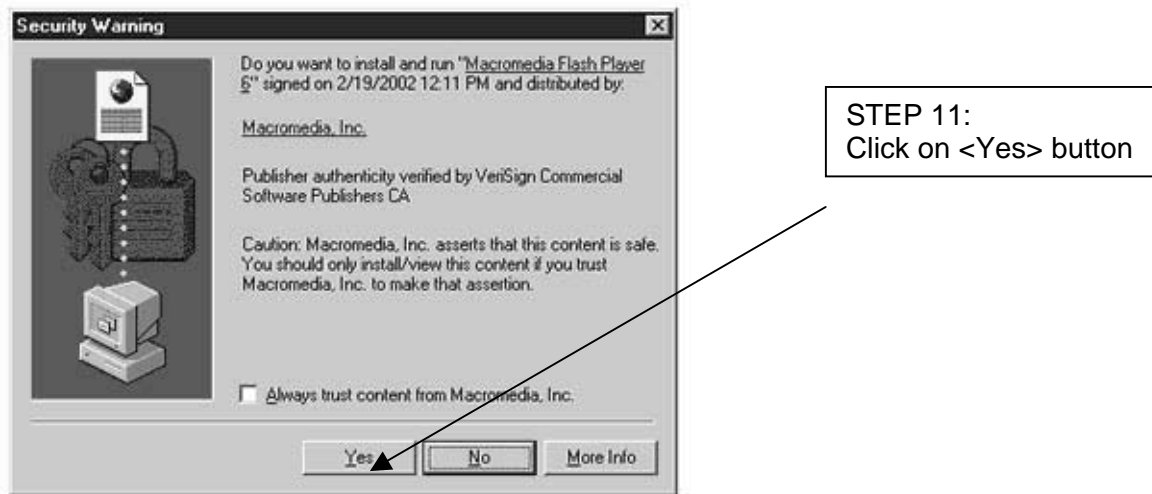 Security Warning
Do you want to install and run "Macromedia Flash Player
6" signed on 2/19/2002 12:11 PM and distributed by:
Macromedia, Inc.
Publisher authenticity verified by VeriSign Commercial
Software Publishers CA
Caution: Macromedia, Inc. asserts that this content is safe.
You should only install/view this content if you trust
Macromedia, Inc. to make that assertion.
Always trust content from Macromedia, Inc.
Yes No More Info
STEP 11:
Click on <Yes> button